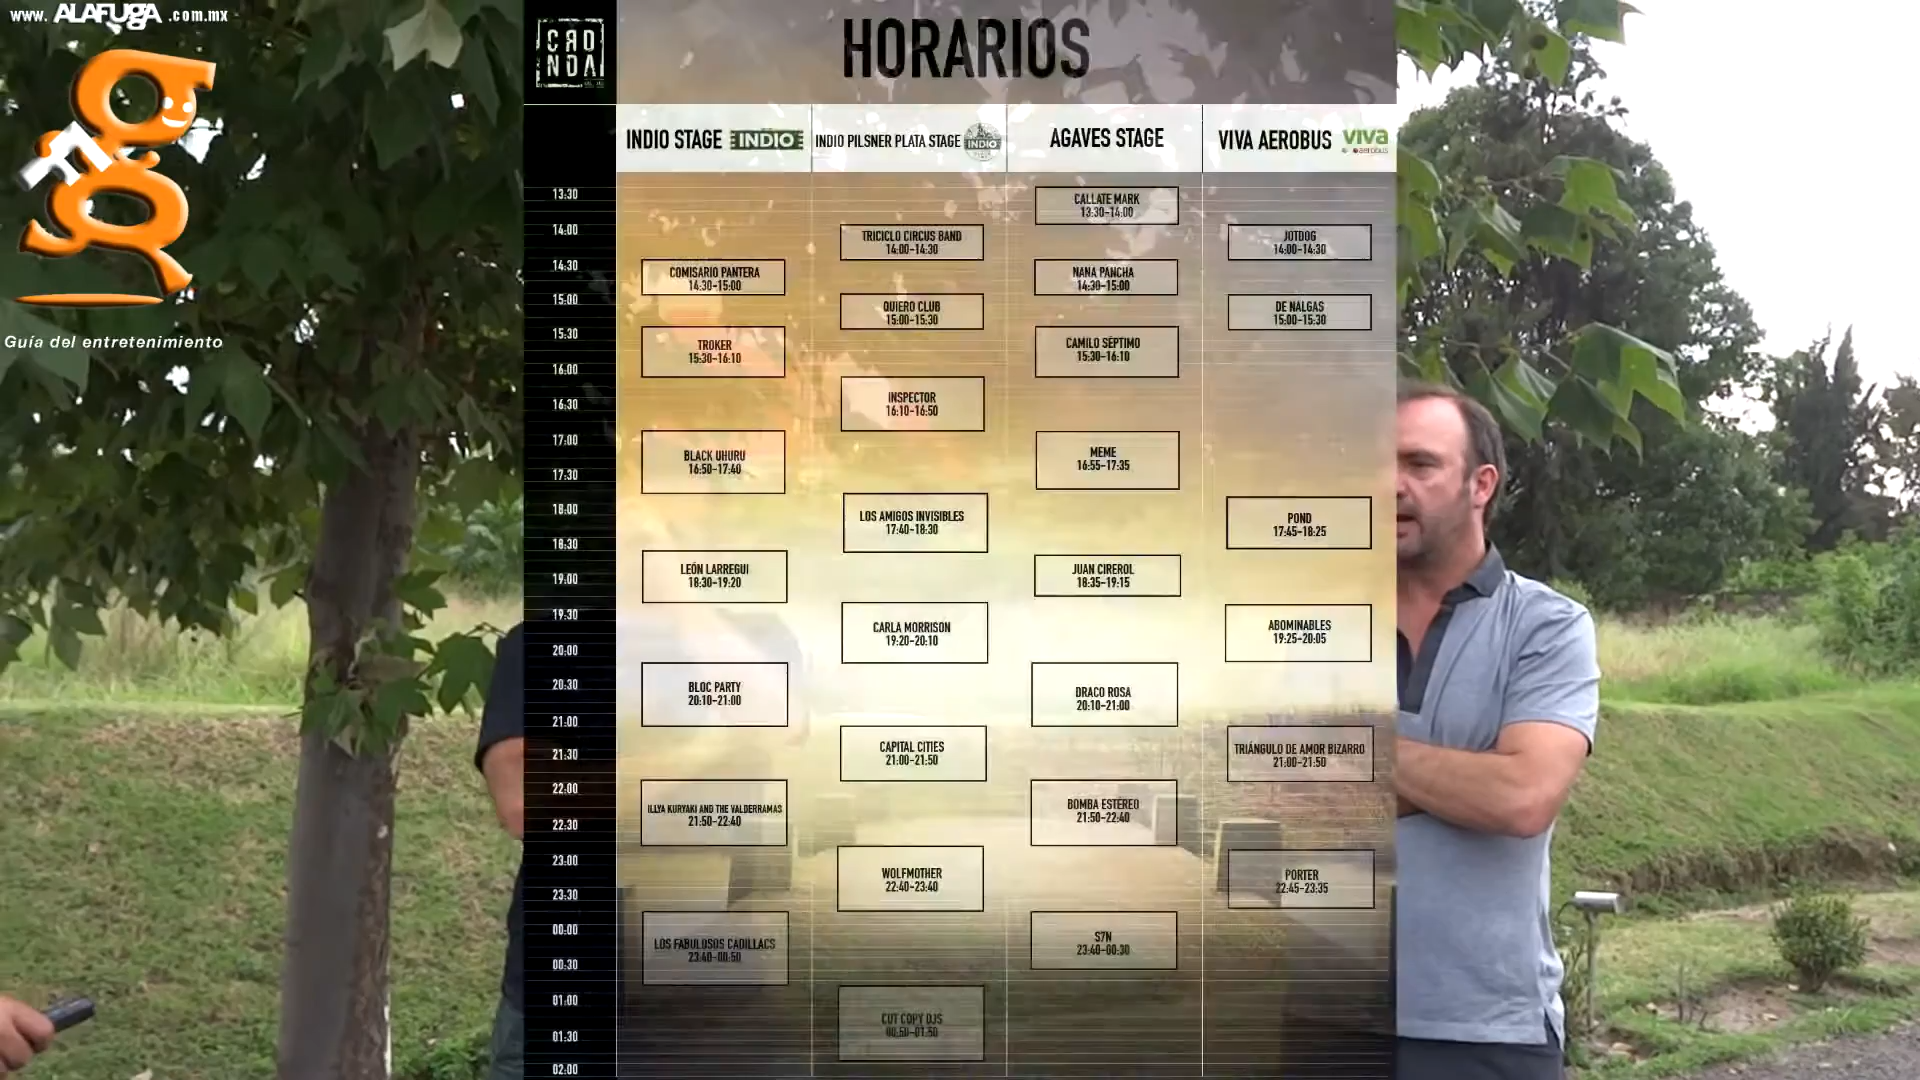 www. ALAFUGA .com.mx
Guía del entretenimiento
CRO
NDA
HORARIOS
INDIO STAGE INDIO
INDIO PILSNER PLATA STAGE INDIO
AGAVES STAGE
VIVA AEROBUS viva aerobus
13:30
14:00
14:30
15:00
15:30
16:00
16:30
17:00
17:30
18:00
18:30
19:00
19:30
20:00
20:30
21:00
21:30
22:00
22:30
23:00
23:30
00:00
00:30
01:00
01:30
02:00
COMISARIO PANTERA
14:30-15:00
TROKER
15:30-16:10
BLACK UHURU
16:50-17:40
LEÓN LARREGUI
18:30-19:20
BLOC PARTY
20:10-21:00
ILLYA KURYAKI AND THE VALDERRAMAS
21:50-22:40
LOS FABULOSOS CADILLACS
23:40-00:50
TRICICLO CIRCUS BAND
14:00-14:30
QUIERO CLUB
15:00-15:30
INSPECTOR
16:10-16:50
LOS AMIGOS INVISIBLES
17:40-18:30
CARLA MORRISON
19:20-20:10
CAPITAL CITIES
21:00-21:50
WOLFMOTHER
22:40-23:40
CUT COPY DJS
00:50-01:50
CALLATE MARK
13:30-14:00
NANA PANCHA
14:30-15:00
CAMILO SÉPTIMO
15:30-16:10
MEME
16:55-17:35
JUAN CIREROL
18:35-19:15
DRACO ROSA
20:10-21:00
BOMBA ESTÉREO
21:50-22:40
S7N
23:40-00:30
JOTDOG
14:00-14:30
DE NALGAS
15:00-15:30
POND
17:45-18:25
ABOMINABLES
19:25-20:05
TRIÁNGULO DE AMOR BIZARRO
21:00-21:50
PORTER
22:45-23:35